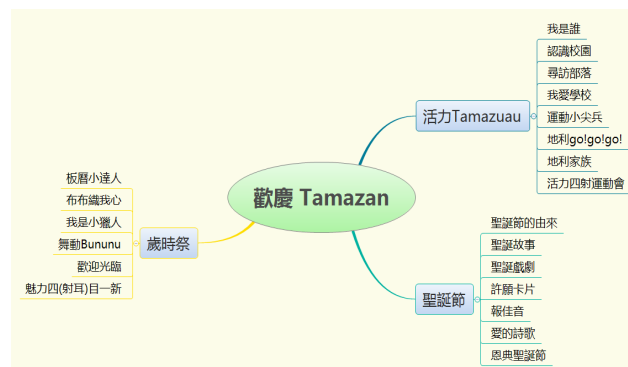 歡慶 Tamazan
活力Tamazuau
我是誰
認識校園
尋訪部落
我愛學校
運動小尖兵
地利go!go!go!
地利家族
活力四射運動會
聖誕節
聖誕節的由來
聖誕故事
聖誕戲劇
許願卡片
報佳音
愛的詩歌
恩典聖誕節
歲時祭
板曆小達人
布布織我心
我是小獵人
舞動Bununu
歡迎光臨
魅力四(射耳)目一新